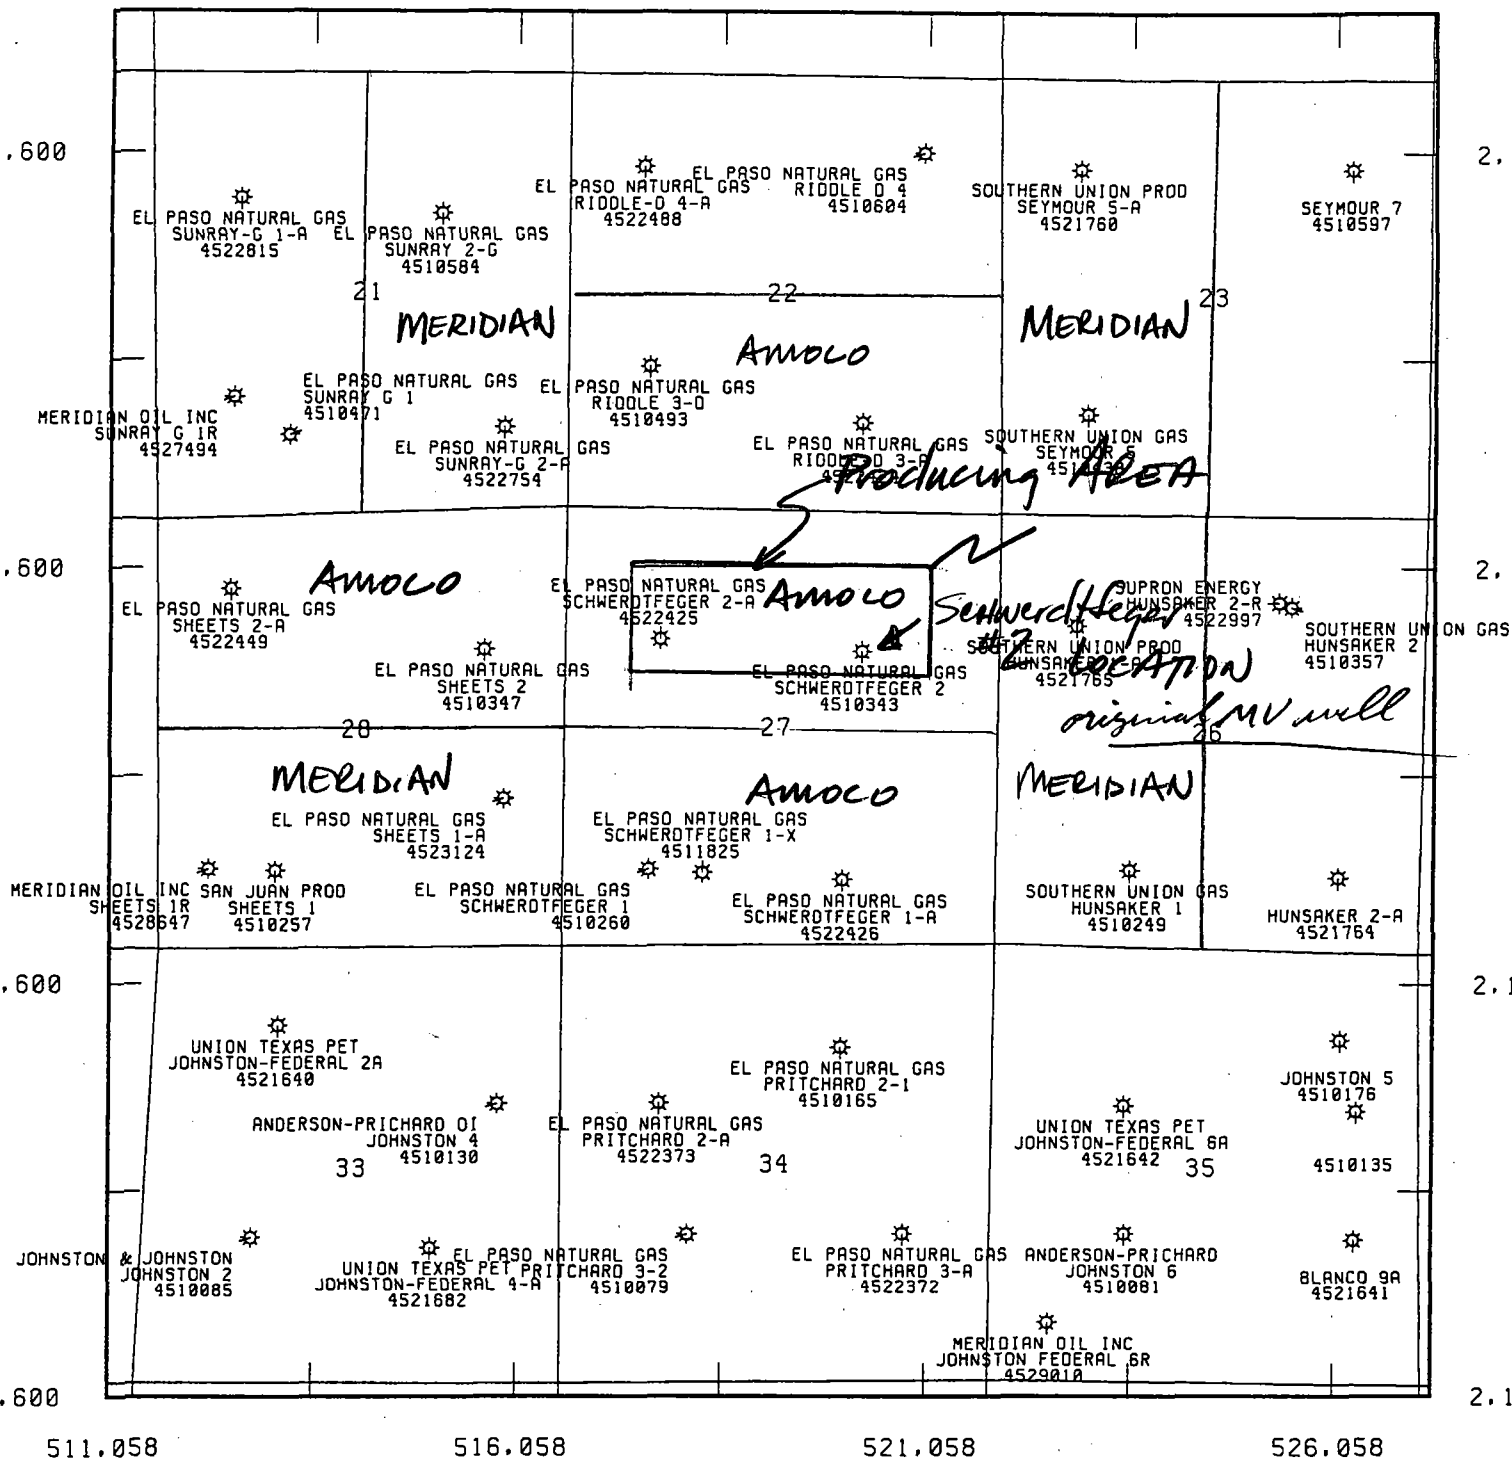 .600
2.
EL PASO NATURAL GAS
SUNRAY-G 1-A
4522815
EL PASO NATURAL GAS
SUNRAY 2-G
4510584
EL PASO NATURAL GAS
RIDDLE-D 4-A
4522488
EL PASO NATURAL GAS
RIDDLE D 4
4510604
SOUTHERN UNION PROD
SEYMOUR 5-A
4521760
SEYMOUR 7
4510597
21
22
23
MERIDIAN
AMOCO
MERIDIAN
MERIDIAN OIL INC
SUNRAY G 1R
4527494
EL PASO NATURAL GAS
SUNRAY G 1
4510471
EL PASO NATURAL GAS
SUNRAY-G 2-A
4522754
EL PASO NATURAL GAS
RIDDLE 3-D
4510493
EL PASO NATURAL GAS
RIDDLE-D 3-A
SOUTHERN UNION GAS
SEYMOUR 5
Producing AREA
.600
2.
AMOCO
EL PASO NATURAL GAS
SHEETS 2-A
4522449
EL PASO NATURAL GAS
SHEETS 2
4510347
EL PASO NATURAL GAS
SCHWERDTFEGER 2-A
4522425
AMOCO
EL PASO NATURAL GAS
SCHWERDTFEGER 2
4510343
Schwerdtfeger
#2 LOCATION
original MV well
SUPRON ENERGY
HUNSAKER 2-R
4522997
SOUTHERN UNION PROD
HUNSAKER
4521765
SOUTHERN UNION GAS
HUNSAKER 2
4510357
28
27
26
MERIDIAN
AMOCO
MERIDIAN
EL PASO NATURAL GAS
SHEETS 1-A
4523124
EL PASO NATURAL GAS
SCHWERDTFEGER 1-X
4511825
MERIDIAN OIL INC
SHEETS 1R
4528647
SAN JUAN PROD
SHEETS 1
4510257
EL PASO NATURAL GAS
SCHWERDTFEGER 1
4510260
EL PASO NATURAL GAS
SCHWERDTFEGER 1-A
4522426
SOUTHERN UNION GAS
HUNSAKER 1
4510249
HUNSAKER 2-A
4521764
.600
2.1
UNION TEXAS PET
JOHNSTON-FEDERAL 2A
4521640
ANDERSON-PRICHARD OI
JOHNSTON 4
4510130
EL PASO NATURAL GAS
PRITCHARD 2-A
4522373
EL PASO NATURAL GAS
PRITCHARD 2-1
4510165
UNION TEXAS PET
JOHNSTON-FEDERAL 6A
4521642
JOHNSTON 5
4510176
4510135
33
34
35
JOHNSTON & JOHNSTON
JOHNSTON 2
4510085
UNION TEXAS PET
JOHNSTON-FEDERAL 4-A
4521682
EL PASO NATURAL GAS
PRITCHARD 3-2
4510079
EL PASO NATURAL GAS
PRITCHARD 3-A
4522372
ANDERSON-PRICHARD
JOHNSTON 6
4510081
BLANCO 9A
4521641
MERIDIAN OIL INC
JOHNSTON FEDERAL 6R
4529010
.600
2.1
511.058
516.058
521.058
526.058